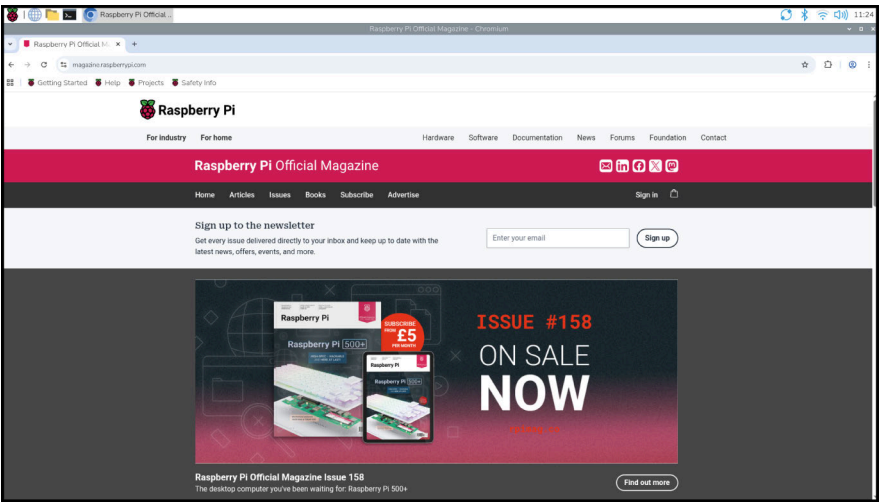 Raspberry Pi Official ...
11:24
Raspberry Pi Official Magazine - Chromium
Raspberry Pi Official M
magazine.raspberrypi.com
Getting Started Help Projects Safety Info
Raspberry Pi
For industry For home Hardware Software Documentation News Forums Foundation Contact
Raspberry Pi Official Magazine
Home Articles Issues Books Subscribe Advertise Sign in
Sign up to the newsletter
Get every issue delivered directly to your inbox and keep up to date with the
latest news, offers, events, and more.
Enter your email
Sign up
Raspberry Pi
SUBSCRIBE
FROM £5
PER MONTH
Raspberry Pi 500+
Raspberry Pi
Raspberry Pi 500+
ISSUE #158
ON SALE
NOW
Raspberry Pi Official Magazine Issue 158
The desktop computer you've been waiting for: Raspberry Pi 500+
Find out more